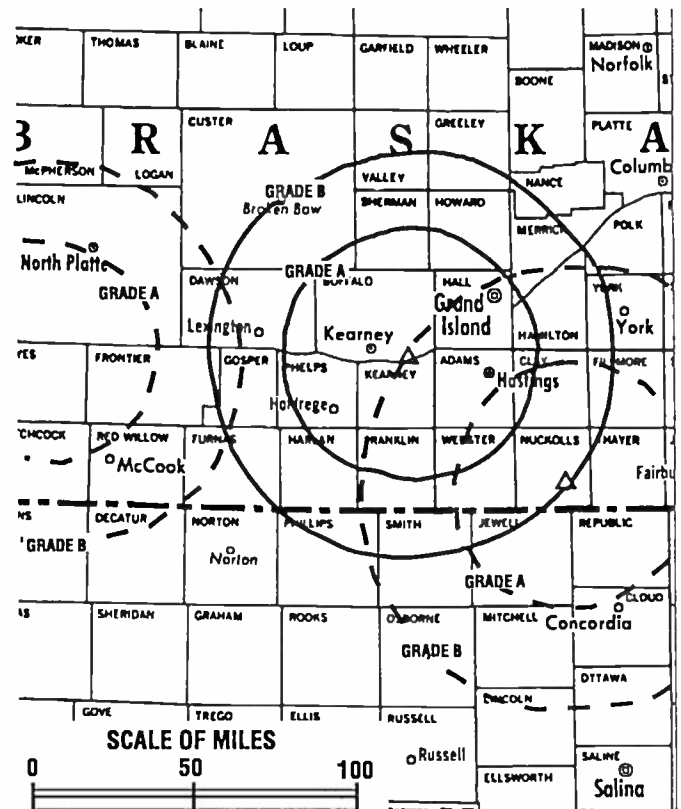 THOMAS
BLAINE
LOUP
GARFIELD
WHEELER
BOONE
MADISON
Norfolk
CUSTER
GREELEY
PLATTE
B R A S K A
McPHERSON
LOGAN
VALLEY
NANCE
Columb
LINCOLN
GRADE B
Broken Bow
SHERMAN
HOWARD
MERRICK
POLK
North Platte
GRADE A
DAWSON
GRADE A
BUFFALO
HALL
Grand
Island
YORK
York
Lexington
Kearney
HAMILTON
FRONTIER
GOSPER
PHELPS
KEARNEY
ADAMS
Hastings
CLAY
FILLMORE
Holdrege
CHCOCK
RED WILLOW
FURNAS
HARLAN
FRANKLIN
WEBSTER
NUCKOLLS
THAYER
McCook
Fairbu
DECATUR
NORTON
PHILLIPS
SMITH
JEWELL
REPUBLIC
GRADE B
Norton
GRADE A
CLOUD
SHERIDAN
GRAHAM
ROOKS
OSBORNE
MITCHELL
Concordia
GRADE B
OTTAWA
LINCOLN
GOVE
TREGO
ELLIS
RUSSELL
SCALE OF MILES
Russell
SALINE
0 50 100
ELLSWORTH
Salina